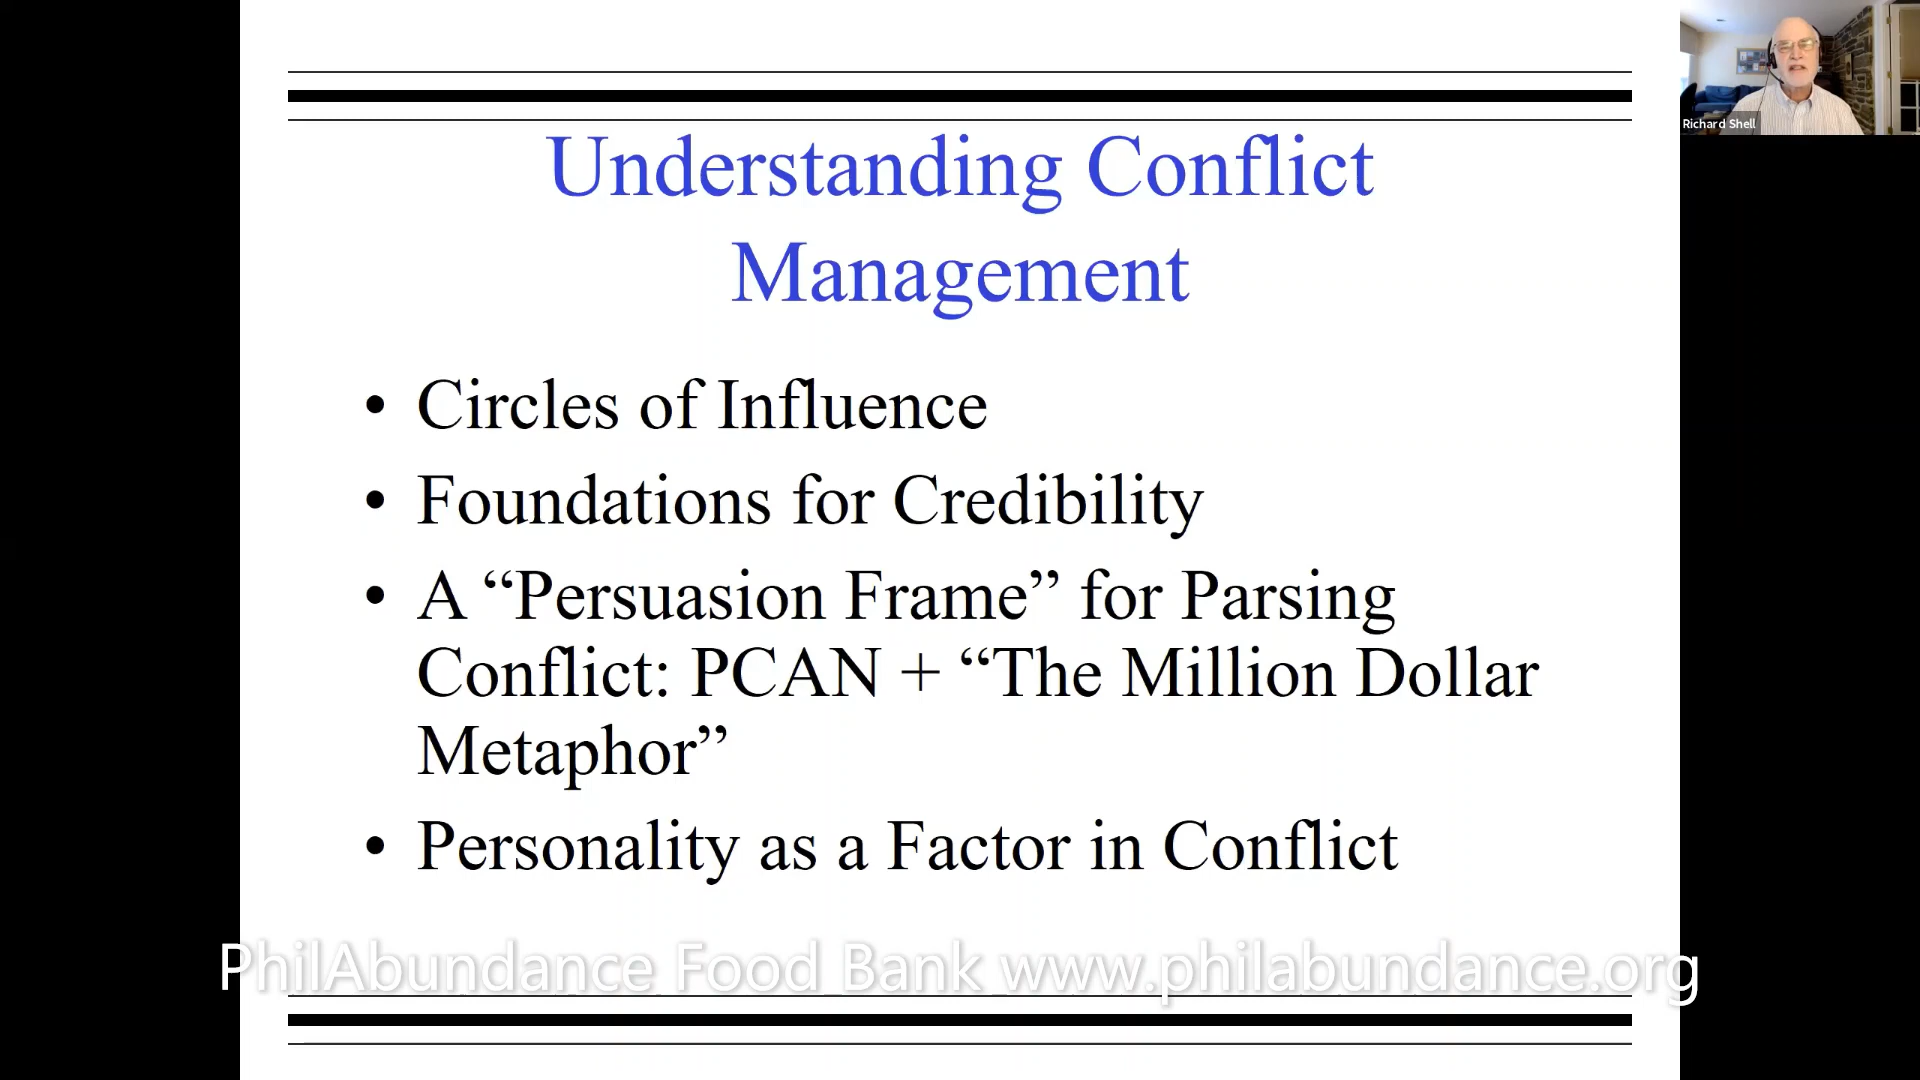 Understanding Conflict
Management
• Circles of Influence
• Foundations for Credibility
• A “Persuasion Frame” for Parsing
Conflict: PCAN + “The Million Dollar
Metaphor”
• Personality as a Factor in Conflict
PhilAbundance Food Bank www.philabundance.org
Richard Shell